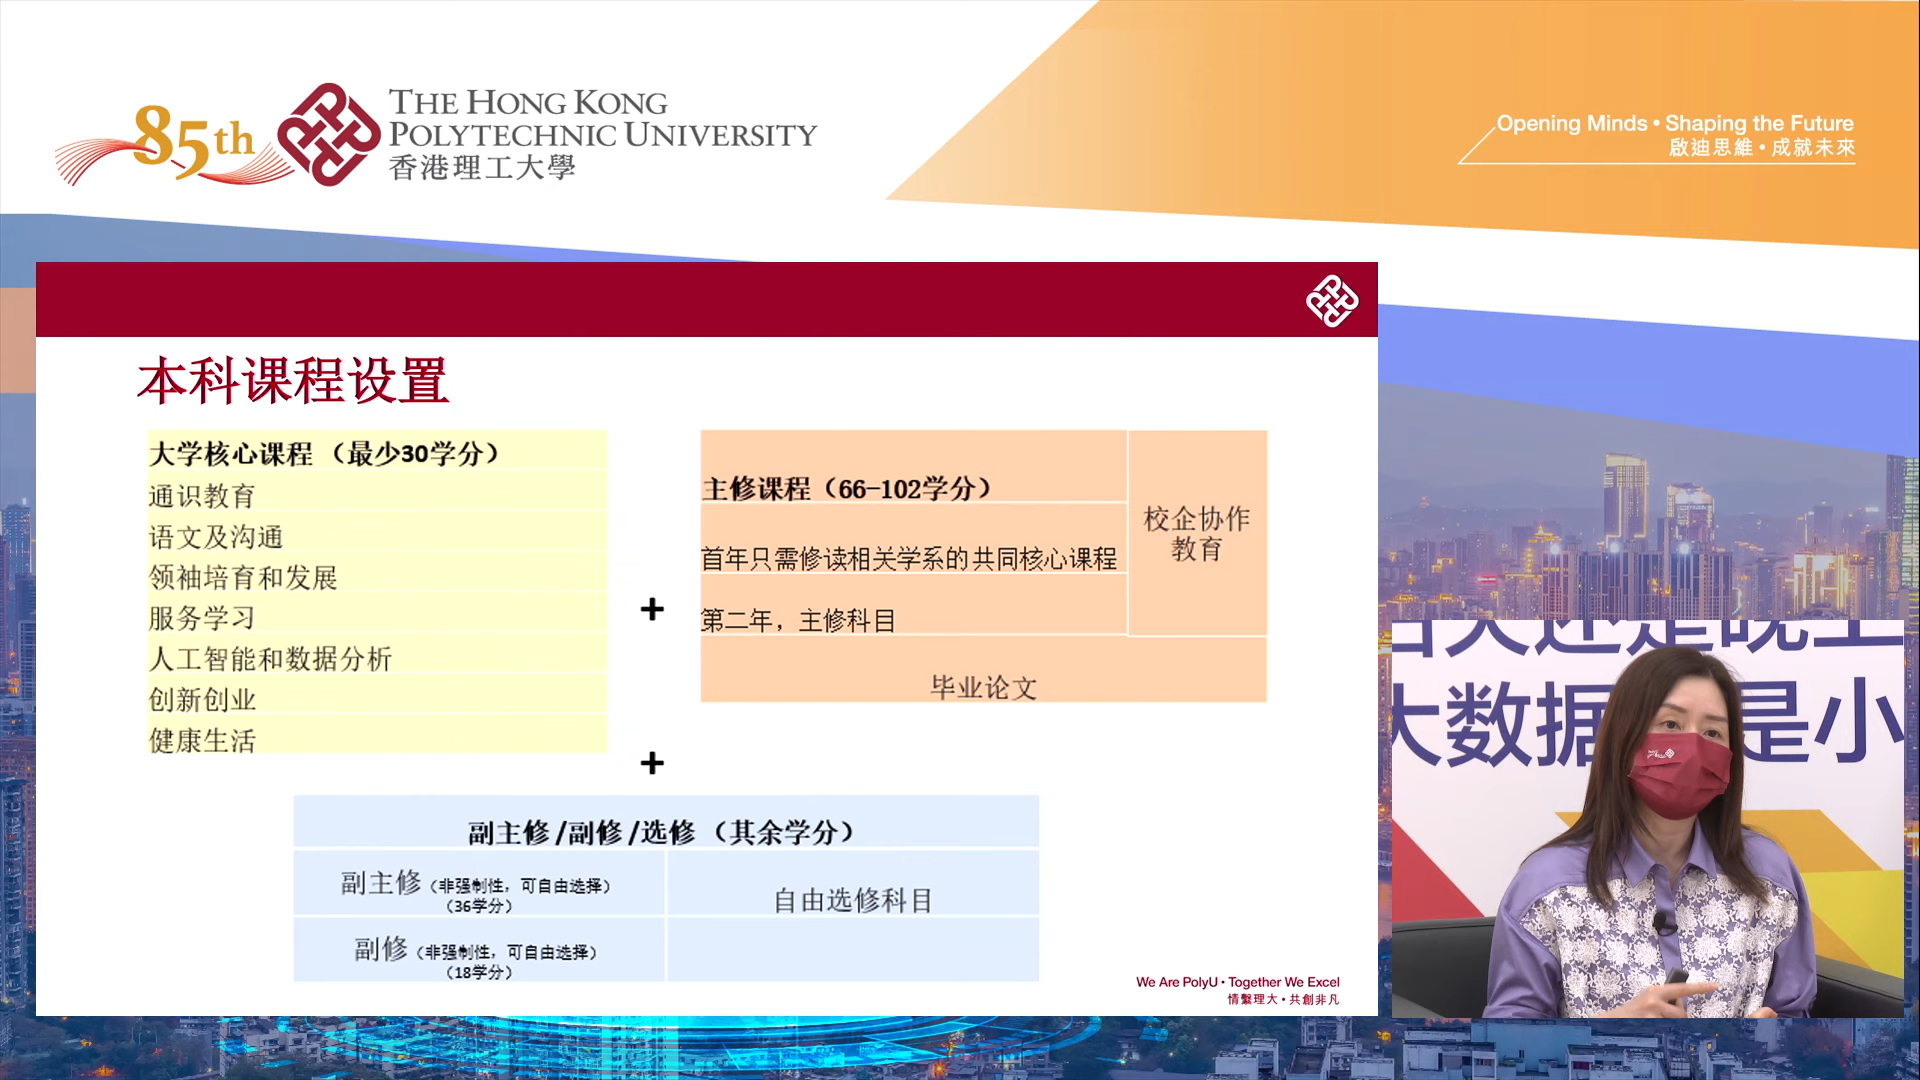 85th
THE HONG KONG
POLYTECHNIC UNIVERSITY
香港理工大學
Opening Minds • Shaping the Future
啟迪思維 • 成就未來
本科课程设置
大学核心课程（最少30学分）
通识教育
语文及沟通
领袖培育和发展
服务学习
人工智能和数据分析
创新创业
健康生活
+
主修课程（66-102学分）
首年只需修读相关学系的共同核心课程
第二年，主修科目
校企协作
教育
毕业论文
+
副主修/副修/选修（其余学分）
副主修（非强制性，可自由选择）
（36学分）
自由选修科目
副修（非强制性，可自由选择）
（18学分）
We Are PolyU • Together We Excel
情繫理大 • 共創非凡
还是晚上
大数据 是小